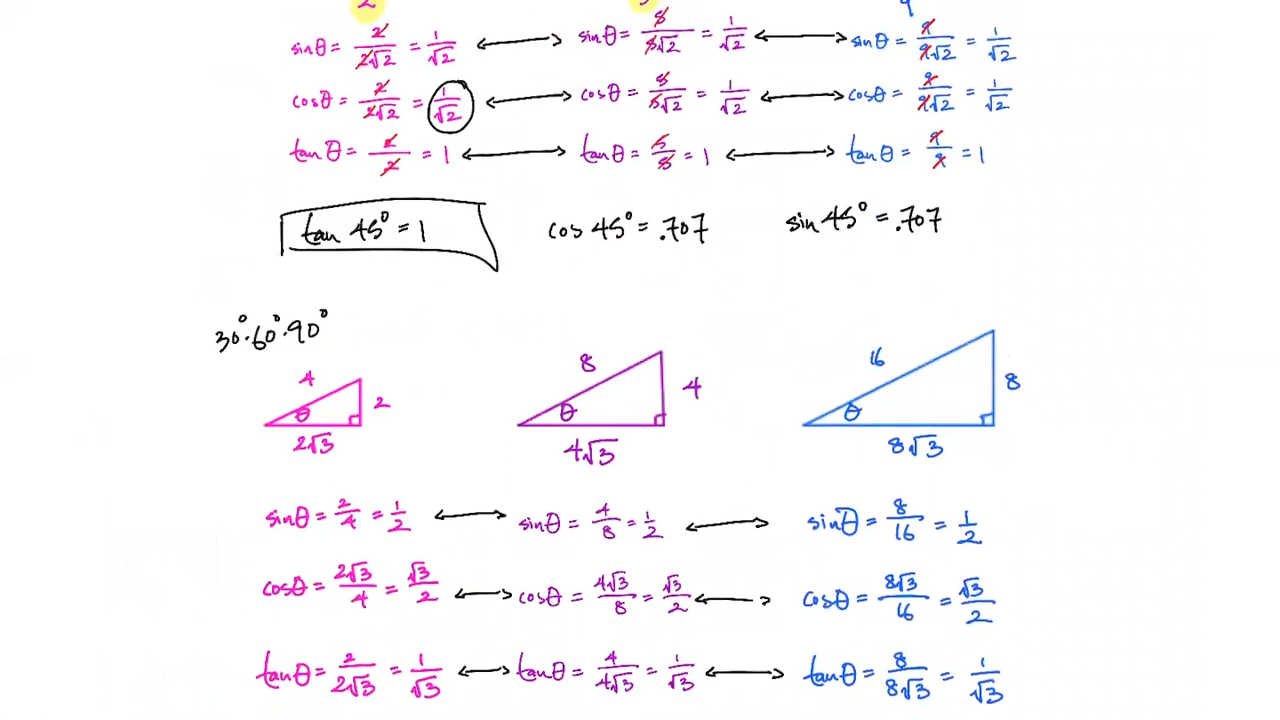 2
sinθ = 2/2√2 = 1/√2 ⟷ sinθ = 8/8√2 = 1/√2 ⟷ sinθ = 9/9√2 = 1/√2
cosθ = 2/2√2 = 1/√2 ⟷ cosθ = 8/8√2 = 1/√2 ⟷ cosθ = 9/9√2 = 1/√2
tanθ = 2/2 = 1 ⟷ tanθ = 5/8 = 1 ⟷ tanθ = 9/9 = 1
tan 45° = 1 cos 45° = .707 sin 45° = .707
30°·60°·90°
4 θ 2 2√3
8 θ 4 4√3
16 θ 8 8√3
sinθ = 2/4 = 1/2 ⟷ sinθ = 4/8 = 1/2 ⟷ sinθ = 8/16 = 1/2
cosθ = 2√3/4 = √3/2 ⟷ cosθ = 4√3/8 = √3/2 ⟷ cosθ = 8√3/16 = √3/2
tanθ = 2/2√3 = 1/√3 ⟷ tanθ = 4/4√3 = 1/√3 ⟷ tanθ = 8/8√3 = 1/√3